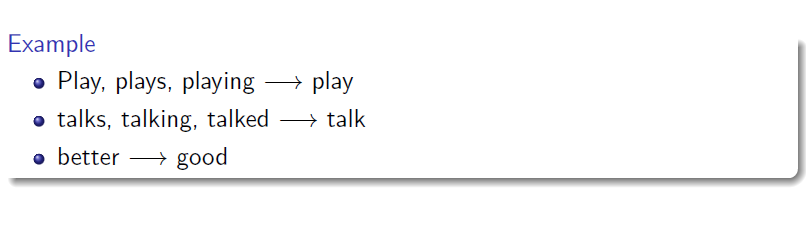 Example
Play, plays, playing ⟶ play
talks, talking, talked ⟶ talk
better ⟶ good